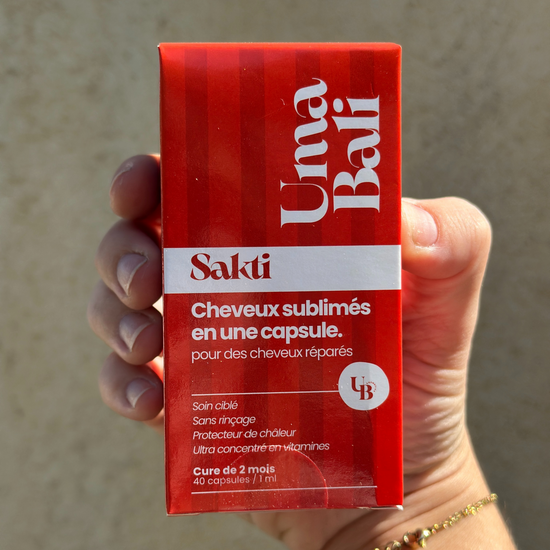 Uma
Bali
Sakti
Cheveux sublimés
en une capsule.
pour des cheveux réparés
UB
Soin ciblé
Sans rinçage
Protecteur de châleur
Ultra concentré en vitamines
Cure de 2 mois
40 capsules / 1 ml